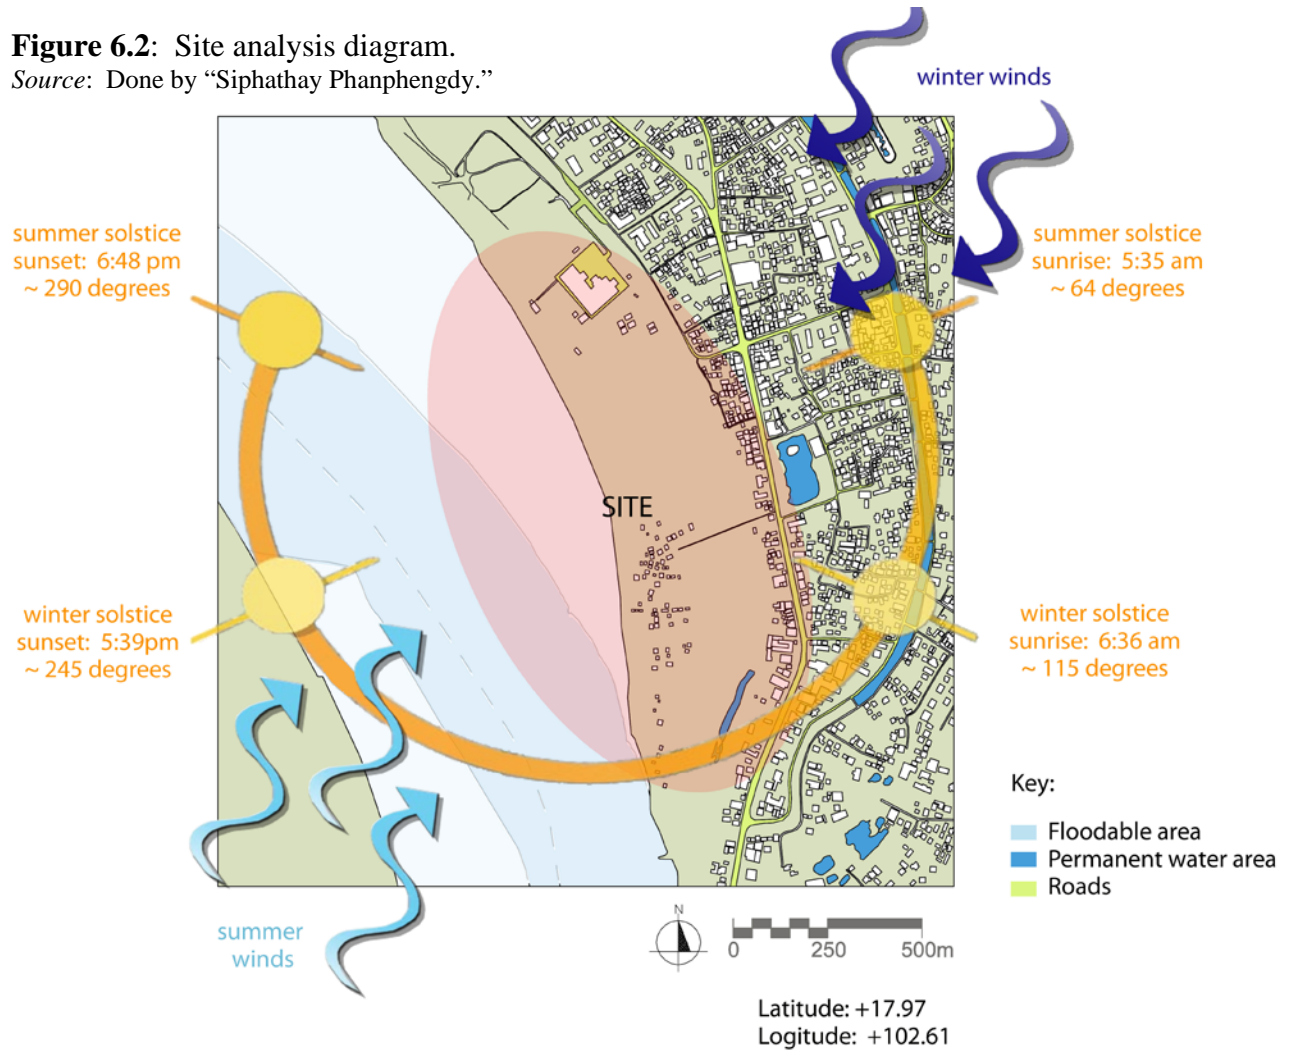 Figure 6.2: Site analysis diagram.
Source: Done by “Siphathay Phanphengdy.”
winter winds
summer solstice
sunset: 6:48 pm
~ 290 degrees
summer solstice
sunrise: 5:35 am
~ 64 degrees
SITE
winter solstice
sunset: 5:39pm
~ 245 degrees
winter solstice
sunrise: 6:36 am
~ 115 degrees
Key:
Floodable area
Permanent water area
Roads
summer
winds
N
0 250 500m
Latitude: +17.97
Logitude: +102.61